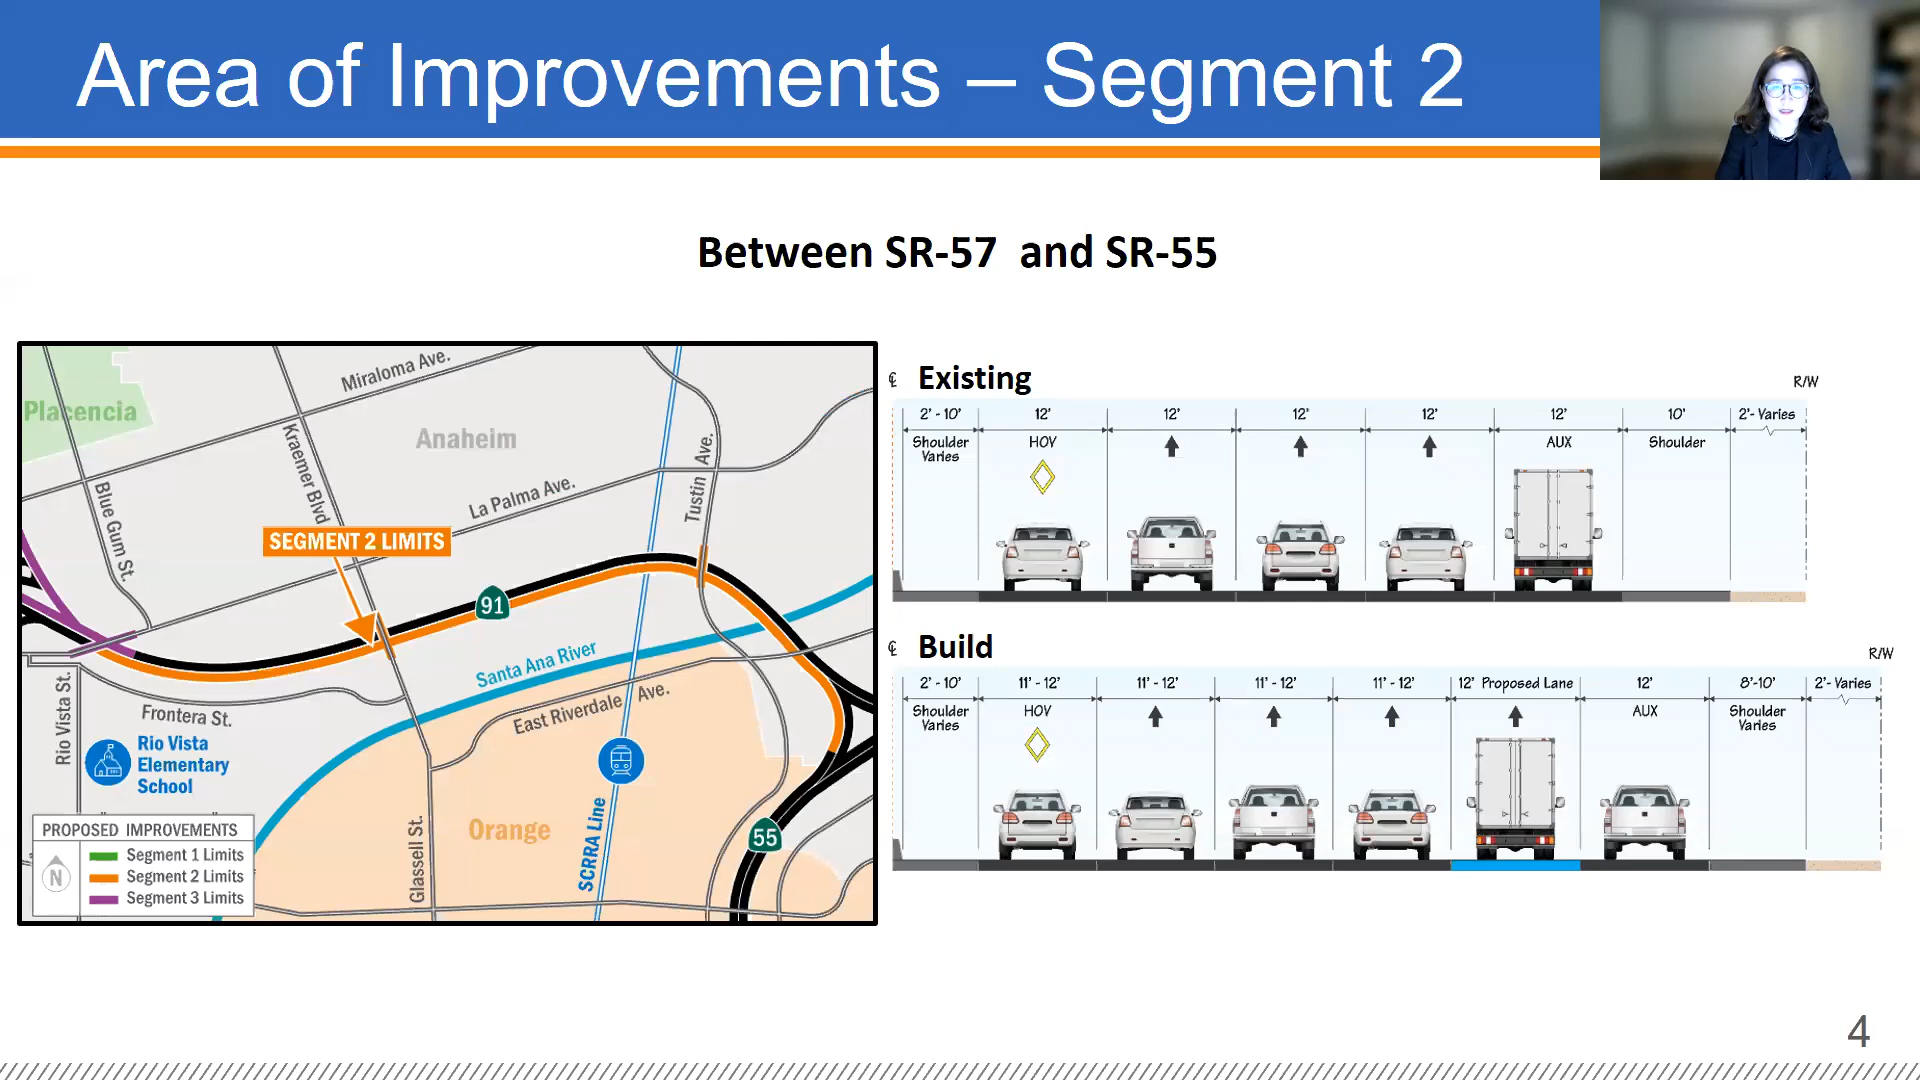 Area of Improvements – Segment 2
Between SR-57 and SR-55
Placencia
Miraloma Ave.
Anaheim
Kraemer Blvd
Blue Gum St.
La Palma Ave.
Tustin Ave.
SEGMENT 2 LIMITS
91
Santa Ana River
East Riverdale Ave.
Rio Vista St.
Frontera St.
Rio Vista
Elementary
School
Orange
Glassell St.
SCRRA Line
55
PROPOSED IMPROVEMENTS
N
Segment 1 Limits
Segment 2 Limits
Segment 3 Limits
℄ Existing
R/W
2' - 10' 12' 12' 12' 12' 12' 10' 2'- Varies
Shoulder Varies HOV AUX Shoulder
℄ Build
R/W
2' - 10' 11' - 12' 11' - 12' 11' - 12' 11' - 12' 12' Proposed Lane 12' 8'-10' 2'- Varies
Shoulder Varies HOV AUX Shoulder Varies
4